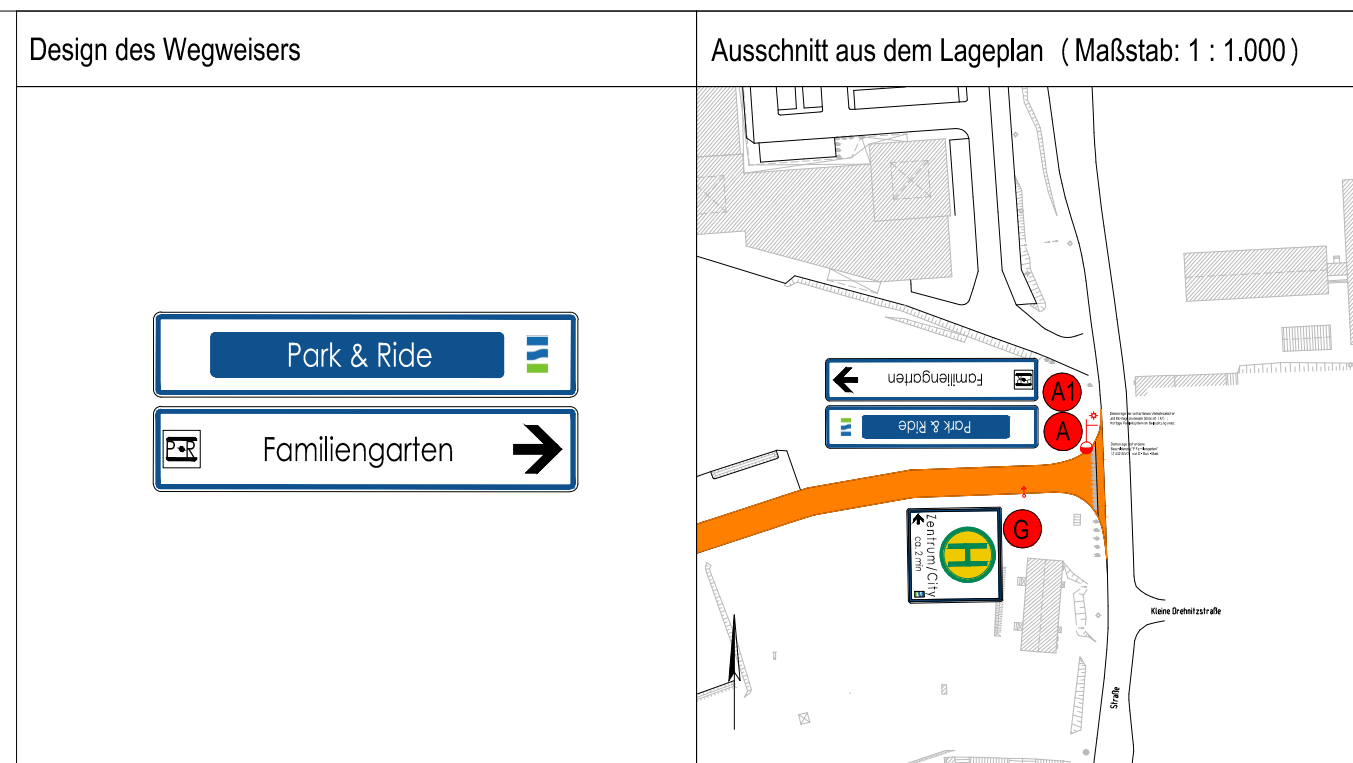 Design des Wegweisers
Ausschnitt aus dem Lageplan (Maßstab: 1 : 1.000)
Park & Ride
P+R
Familiengarten
Familiengarten
A1
Park & Ride
A
G
Zentrum/City
ca. 2 min
H
Kleine Drehnitzstraße
Straße